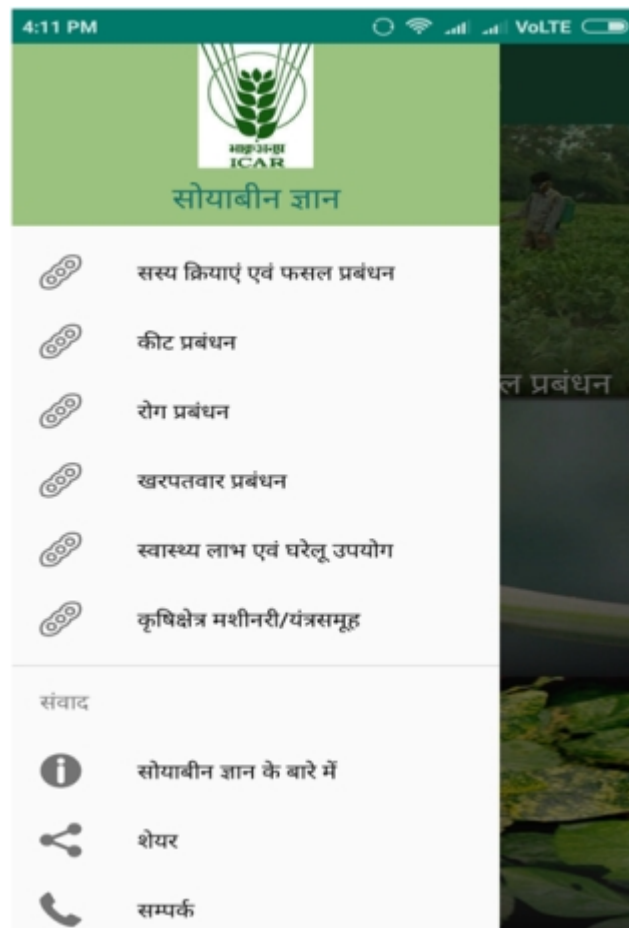 4:11 PM
VoLTE
भाकृअनुप
ICAR
सोयाबीन ज्ञान
सस्य क्रियाएं एवं फसल प्रबंधन
कीट प्रबंधन
ल प्रबंधन
रोग प्रबंधन
खरपतवार प्रबंधन
स्वास्थ्य लाभ एवं घरेलू उपयोग
कृषिक्षेत्र मशीनरी/यंत्रसमूह
संवाद
सोयाबीन ज्ञान के बारे में
शेयर
सम्पर्क